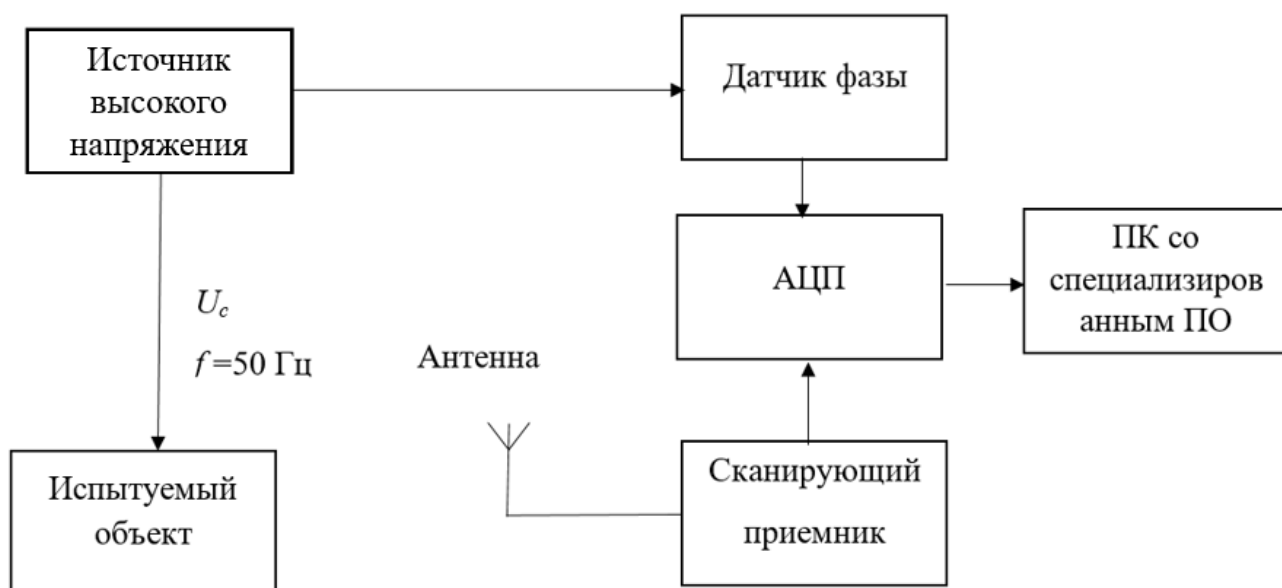 Источник
высокого
напряжения
Датчик фазы
АЦП
ПК со
специализиров
анным ПО
U_c
f=50 Гц
Антенна
Испытуемый
объект
Сканирующий
приемник